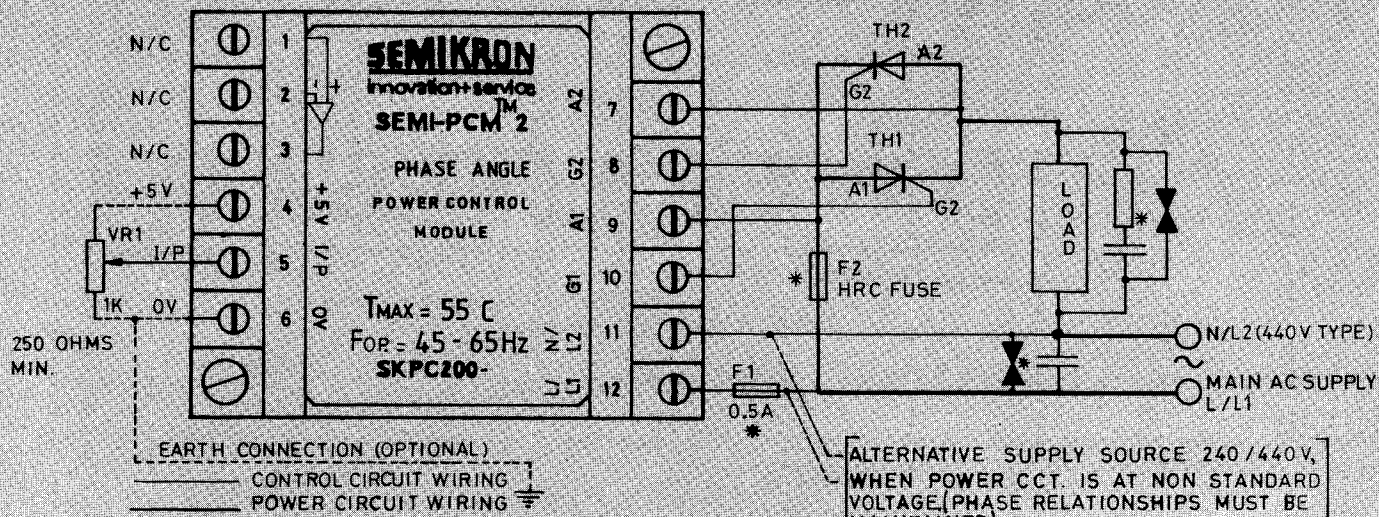 N/C
N/C
N/C
+5V
VR1
I/P
1K
0V
250 OHMS
MIN.
1
2
3
4
5
6
- +
+5V
I/P
0V
SEMIKRON
innovation+service
SEMI-PCM™ 2
PHASE ANGLE
POWER CONTROL
MODULE
TMAX = 55 C
FOP. = 45 - 65Hz
SKPC200-
A2
G2
A1
G1
N/
L2
L/
L1
7
8
9
10
11
12
TH2
A2
G2
TH1
A1
G2
LOAD
*
* F2
HRC FUSE
*
F1
0.5A
*
N/L2 (440V TYPE)
~
MAIN AC SUPPLY
L/L1
EARTH CONNECTION (OPTIONAL)
CONTROL CIRCUIT WIRING
POWER CIRCUIT WIRING
ALTERNATIVE SUPPLY SOURCE 240/440V,
WHEN POWER CCT. IS AT NON STANDARD
VOLTAGE.(PHASE RELATIONSHIPS MUST BE